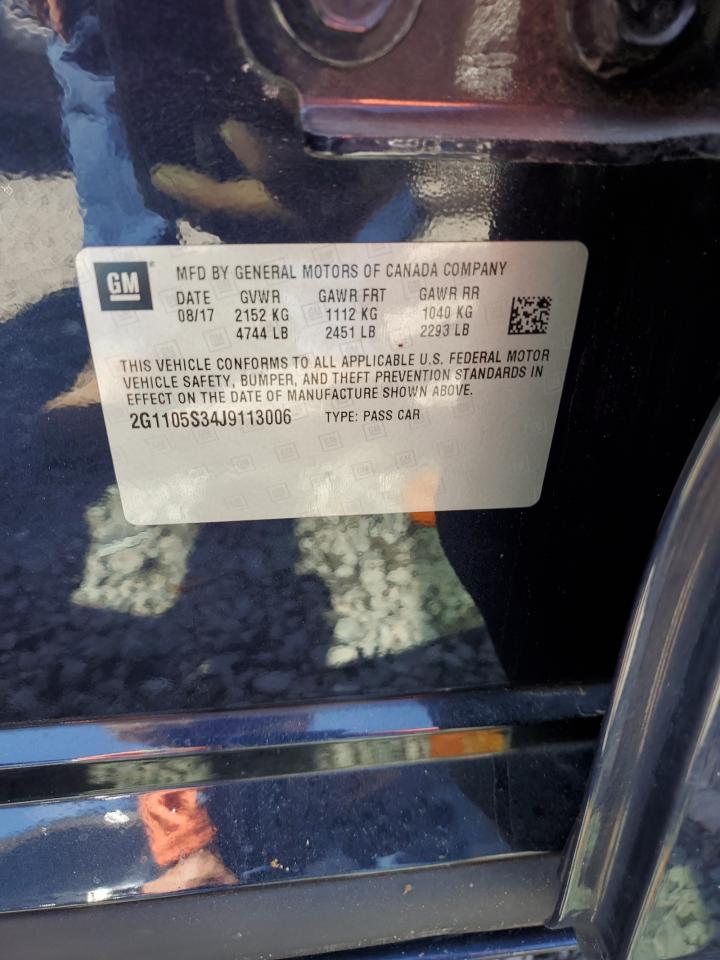 GM ® MFD BY GENERAL MOTORS OF CANADA COMPANY
DATE GVWR GAWR FRT GAWR RR
08/17 2152 KG 1112 KG 1040 KG
4744 LB 2451 LB 2293 LB
THIS VEHICLE CONFORMS TO ALL APPLICABLE U.S. FEDERAL MOTOR
VEHICLE SAFETY, BUMPER, AND THEFT PREVENTION STANDARDS IN
EFFECT ON THE DATE OF MANUFACTURE SHOWN ABOVE.
2G1105S34J9113006 TYPE: PASS CAR